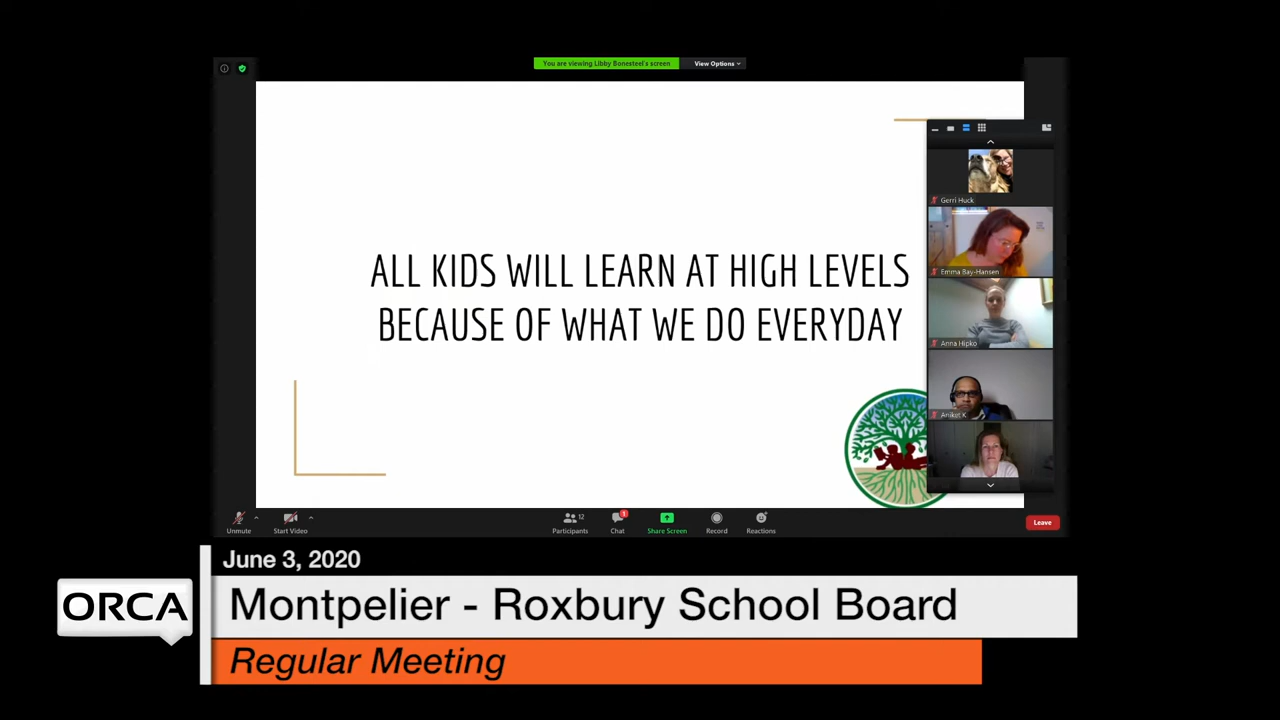 You are viewing Libby Bonesteel's screen
View Options
ALL KIDS WILL LEARN AT HIGH LEVELS
BECAUSE OF WHAT WE DO EVERYDAY
Gerri Huck
Emma Bay-Hansen
Anna Hipko
Aniket K
Unmute
Start Video
12
Participants
1
Chat
Share Screen
Record
Reactions
Leave
June 3, 2020
ORCA
Montpelier - Roxbury School Board
Regular Meeting